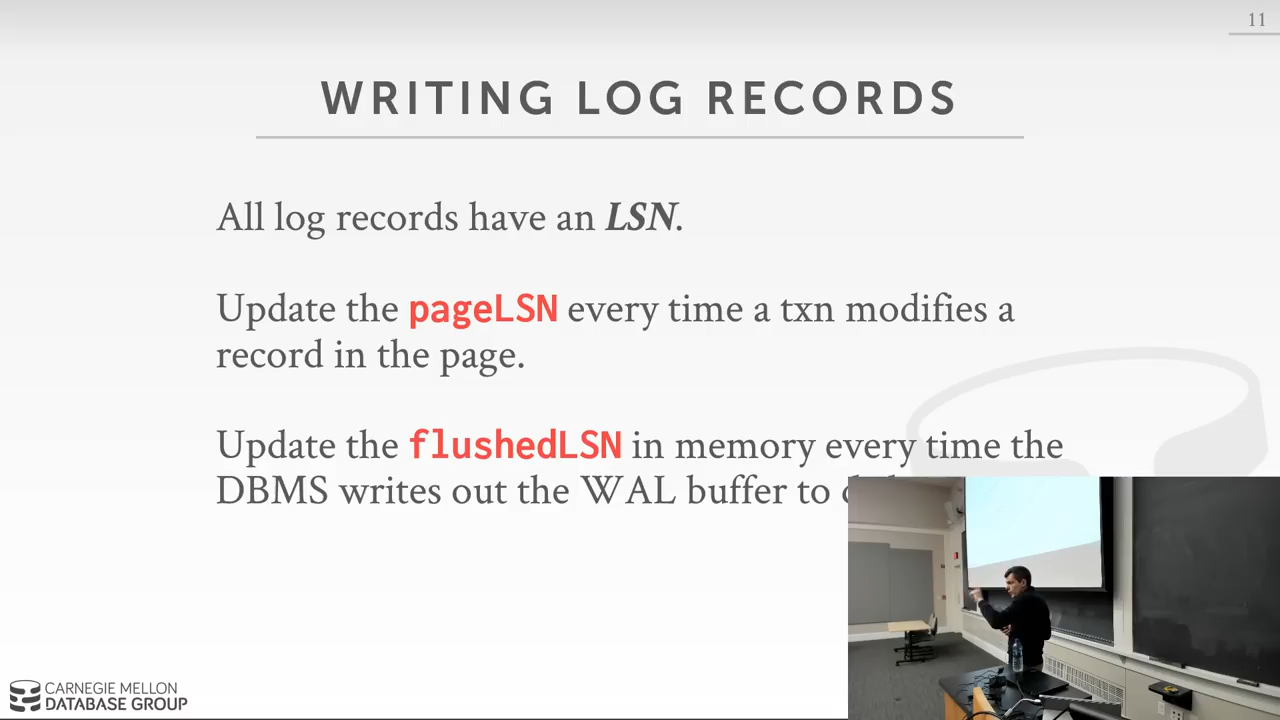 11
WRITING LOG RECORDS
All log records have an LSN.
Update the pageLSN every time a txn modifies a
record in the page.
Update the flushedLSN in memory every time the
DBMS writes out the WAL buffer to
CARNEGIE MELLON
DATABASE GROUP